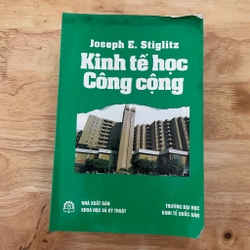 Joseph E. Stiglitz
Kinh tế học
Công cộng
NHÀ XUẤT BẢN
KHOA HỌC VÀ KỸ THUẬT
TRƯỜNG ĐẠI HỌC
KINH TẾ QUỐC DÂN